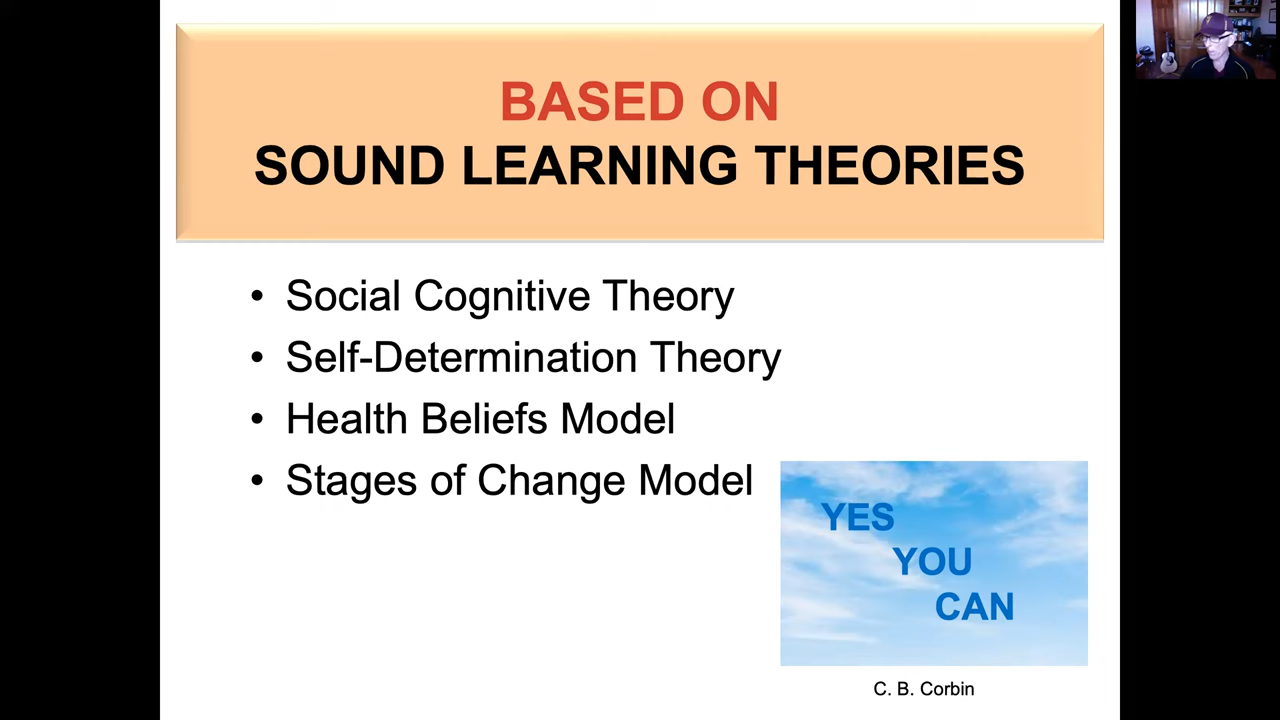 BASED ON
SOUND LEARNING THEORIES
• Social Cognitive Theory
• Self-Determination Theory
• Health Beliefs Model
• Stages of Change Model
YES
YOU
CAN
C. B. Corbin